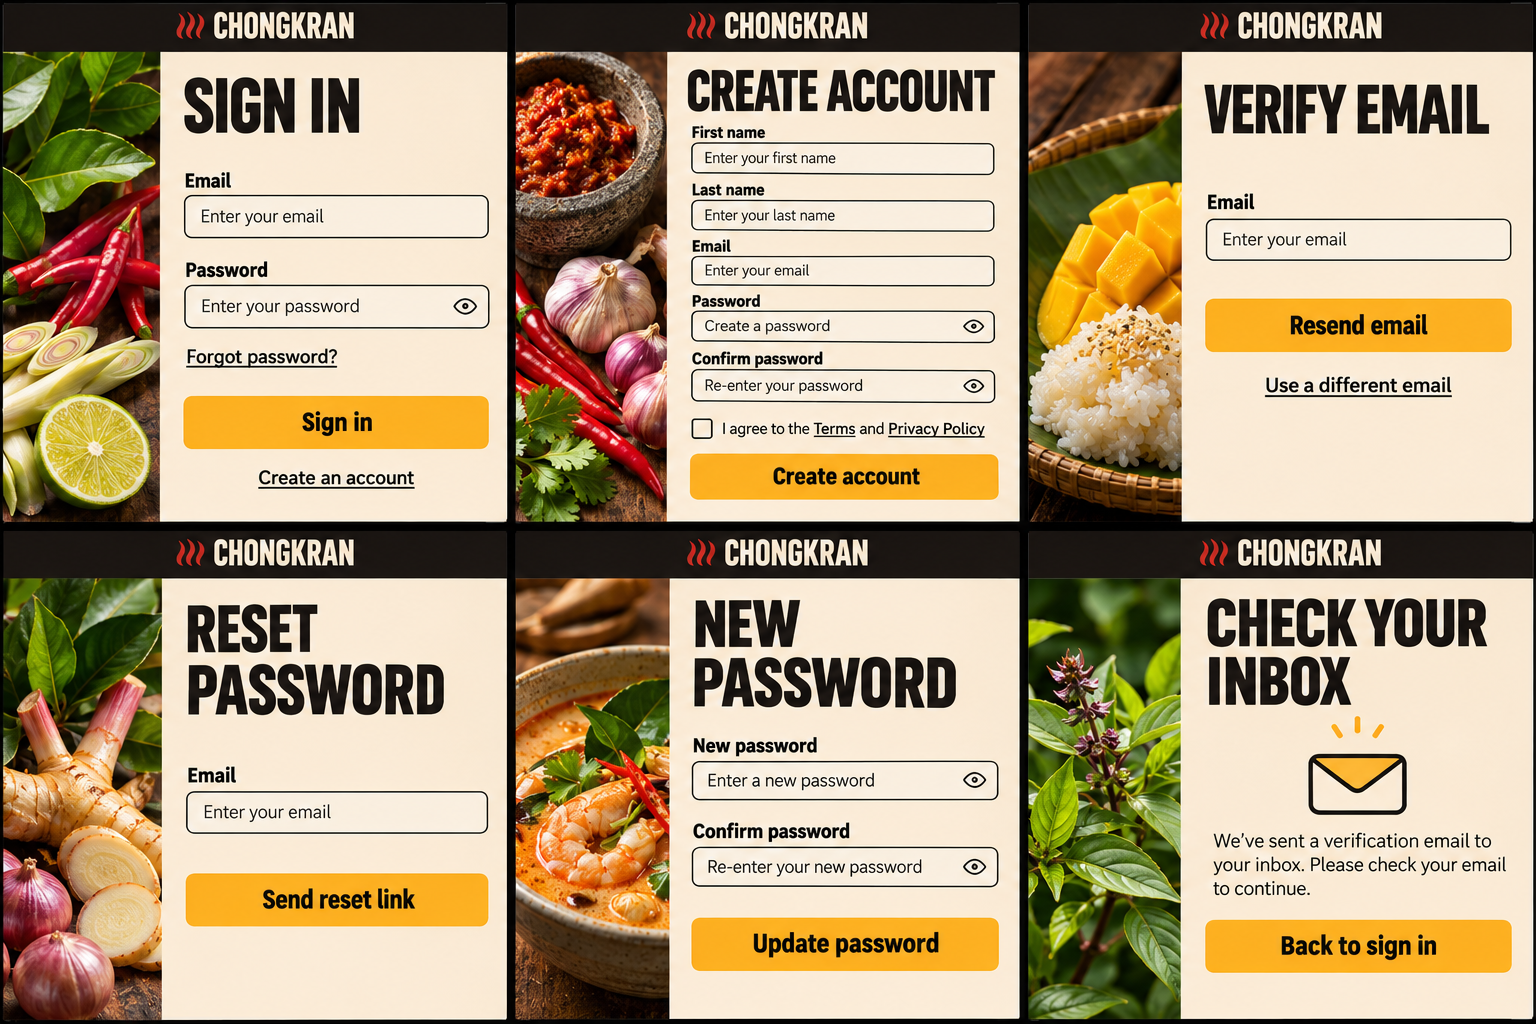 CHONGKRAN
SIGN IN
Email
Enter your email
Password
Enter your password
Forgot password?
Sign in
Create an account
CHONGKRAN
CREATE ACCOUNT
First name
Enter your first name
Last name
Enter your last name
Email
Enter your email
Password
Create a password
Confirm password
Re-enter your password
I agree to the Terms and Privacy Policy
Create account
CHONGKRAN
VERIFY EMAIL
Email
Enter your email
Resend email
Use a different email
CHONGKRAN
RESET
PASSWORD
Email
Enter your email
Send reset link
CHONGKRAN
NEW
PASSWORD
New password
Enter a new password
Confirm password
Re-enter your new password
Update password
CHONGKRAN
CHECK YOUR
INBOX
We've sent a verification email to
your inbox. Please check your email
to continue.
Back to sign in